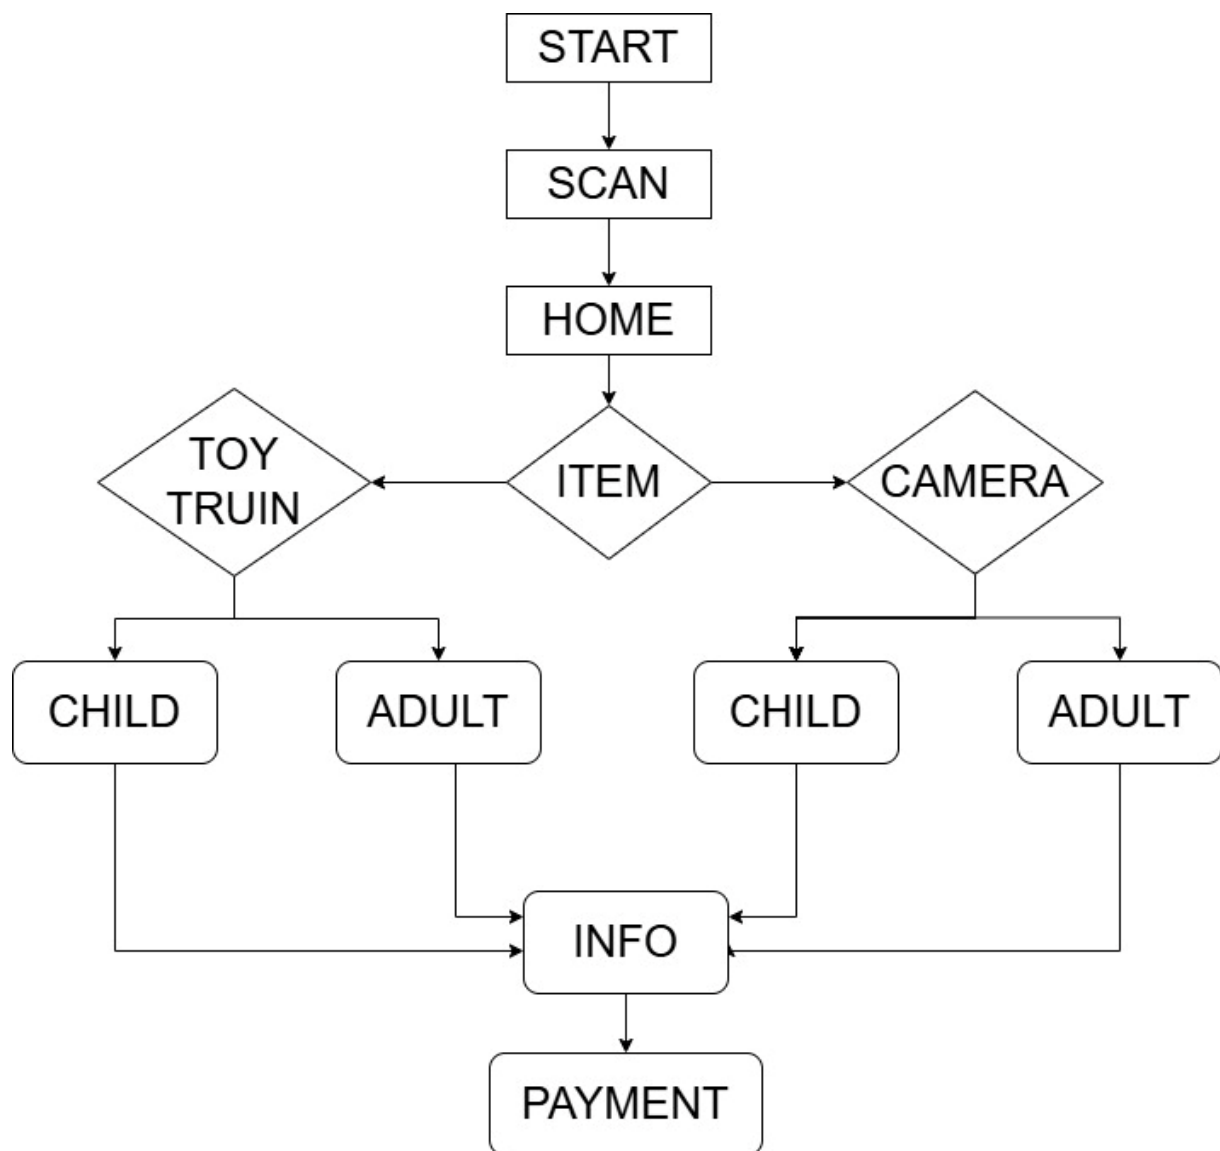 START
SCAN
HOME
TOY
TRUIN
ITEM
CAMERA
CHILD
ADULT
CHILD
ADULT
INFO
PAYMENT